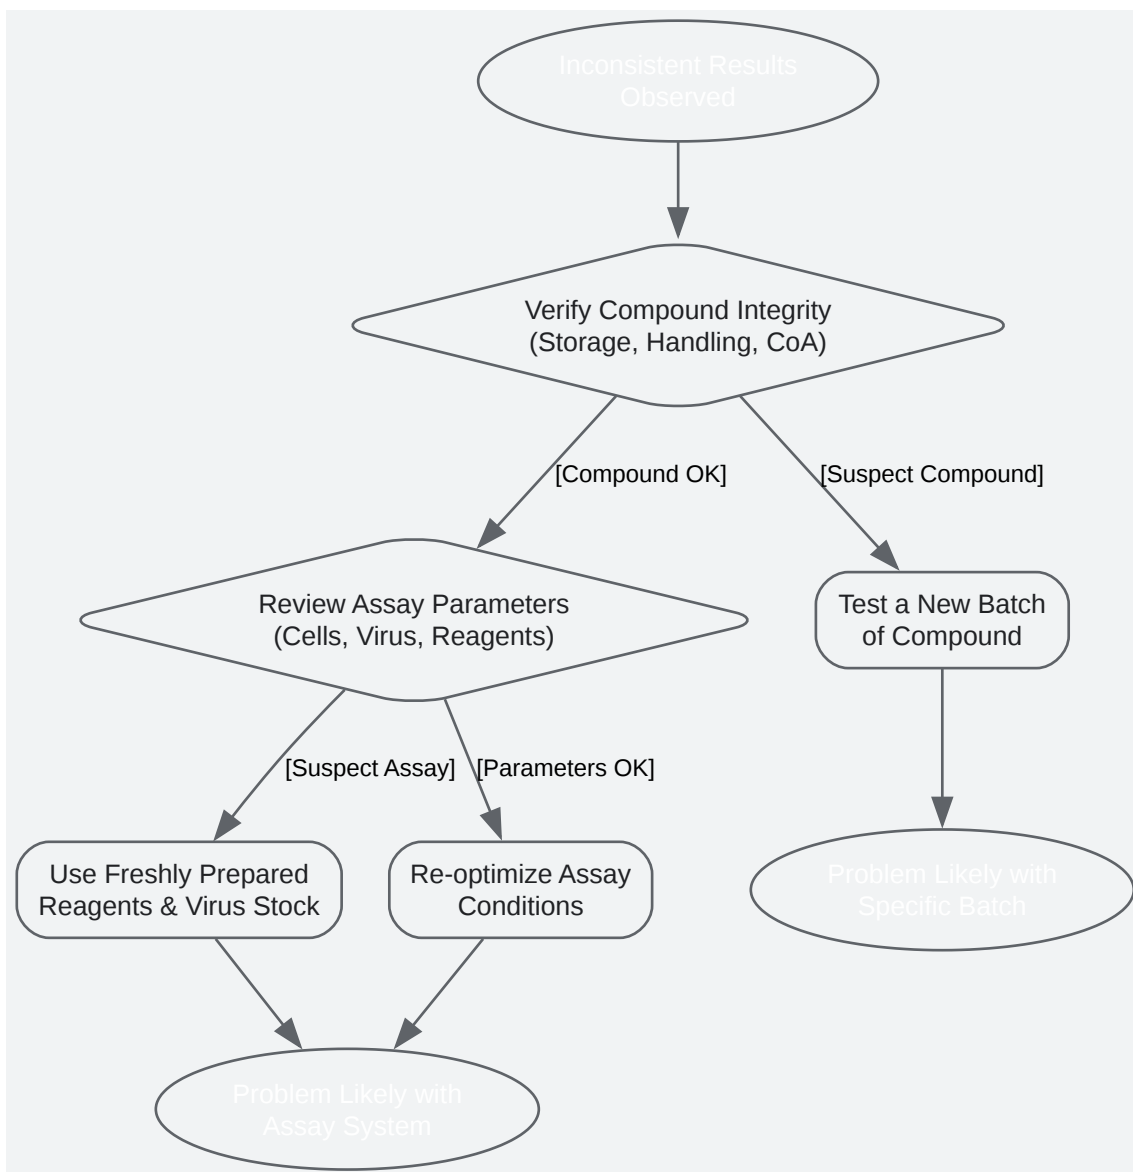 Inconsistent Results
Observed
Verify Compound Integrity
(Storage, Handling, CoA)
[Compound OK]
[Suspect Compound]
Review Assay Parameters
(Cells, Virus, Reagents)
Test a New Batch
of Compound
[Suspect Assay]
[Parameters OK]
Use Freshly Prepared
Reagents & Virus Stock
Re-optimize Assay
Conditions
Problem Likely with
Specific Batch
Problem Likely with
Assay System